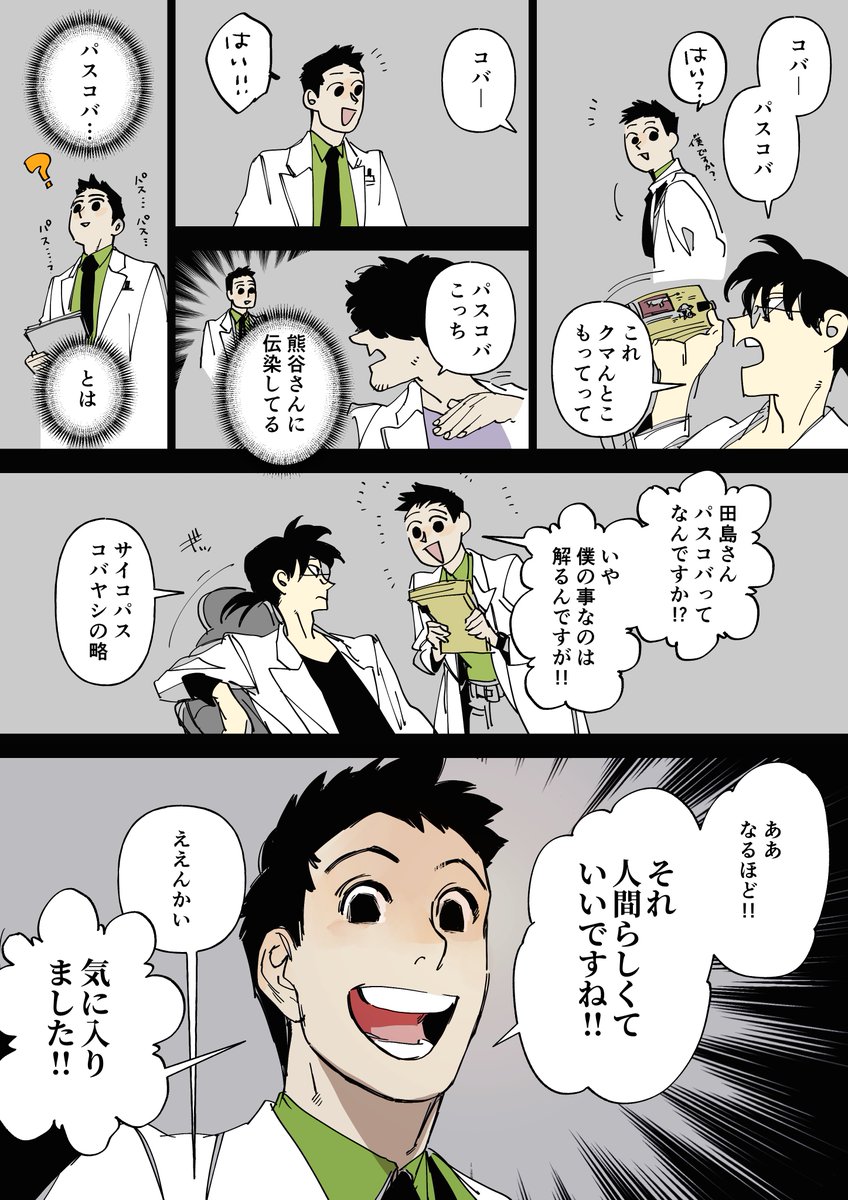 コバ―
パスコバ
はい?
僕ですか?
これ
クマんとこ
もってって
コバ―
はい!!
パスコバ
こっち
熊谷さんに
伝染してる
パスコバ…
?
パス…
パス…
パス……?
とは
田島さん
パスコバって
なんですか!?
いや
僕の事なのは
解るんですが!!
ギ…
サイコパス
コバヤシの略
ああ
なるほど!!
それ
人間らしくて
いいですね!!
ええんかい
気に入り
ました!!